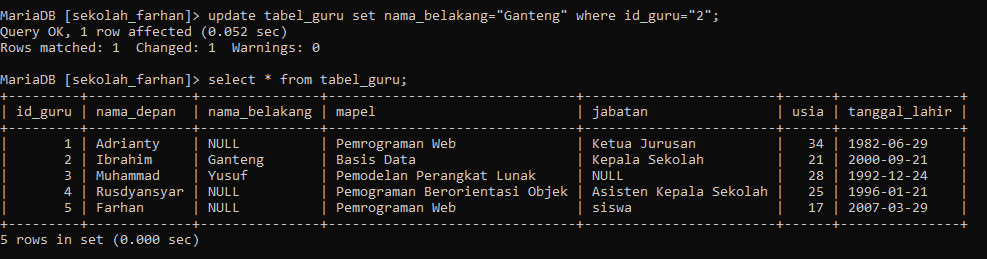 MariaDB [sekolah_farhan]> update tabel_guru set nama_belakang="Ganteng" where id_guru="2";
Query OK, 1 row affected (0.052 sec)
Rows matched: 1  Changed: 1  Warnings: 0
MariaDB [sekolah_farhan]> select * from tabel_guru;
+---------+------------+---------------+-----------------------------+------------------------+------+---------------+
| id_guru | nama_depan | nama_belakang | mapel                       | jabatan                | usia | tanggal_lahir |
+---------+------------+---------------+-----------------------------+------------------------+------+---------------+
|       1 | Adrianty   | NULL          | Pemrograman Web             | Ketua Jurusan          |   34 | 1982-06-29    |
|       2 | Ibrahim    | Ganteng       | Basis Data                  | Kepala Sekolah         |   21 | 2000-09-21    |
|       3 | Muhammad   | Yusuf         | Pemodelan Perangkat Lunak   | NULL                   |   28 | 1992-12-24    |
|       4 | Rusdyansyar | NULL          | Pemograman Berorientasi Objek | Asisten Kepala Sekolah |   25 | 1996-01-21    |
|       5 | Farhan     | NULL          | Pemrograman Web             | siswa                  |   17 | 2007-03-29    |
+---------+------------+---------------+-----------------------------+------------------------+------+---------------+
5 rows in set (0.000 sec)